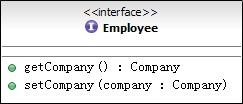 <<interface>>
Employee
getCompany () : Company
setCompany (company : Company)